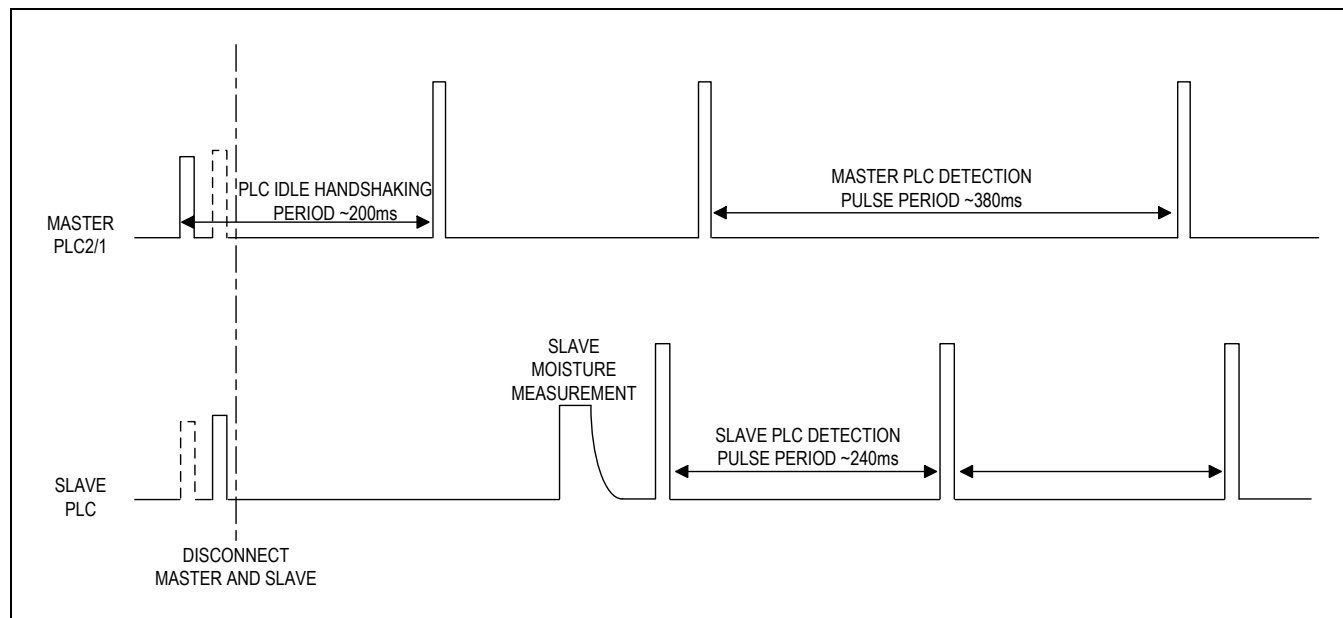 PLC IDLE HANDSHAKING
PERIOD ~200ms
MASTER PLC DETECTION
PULSE PERIOD ~380ms
MASTER
PLC2/1
SLAVE
MOISTURE
MEASUREMENT
SLAVE PLC DETECTION
PULSE PERIOD ~240ms
SLAVE
PLC
DISCONNECT
MASTER AND SLAVE